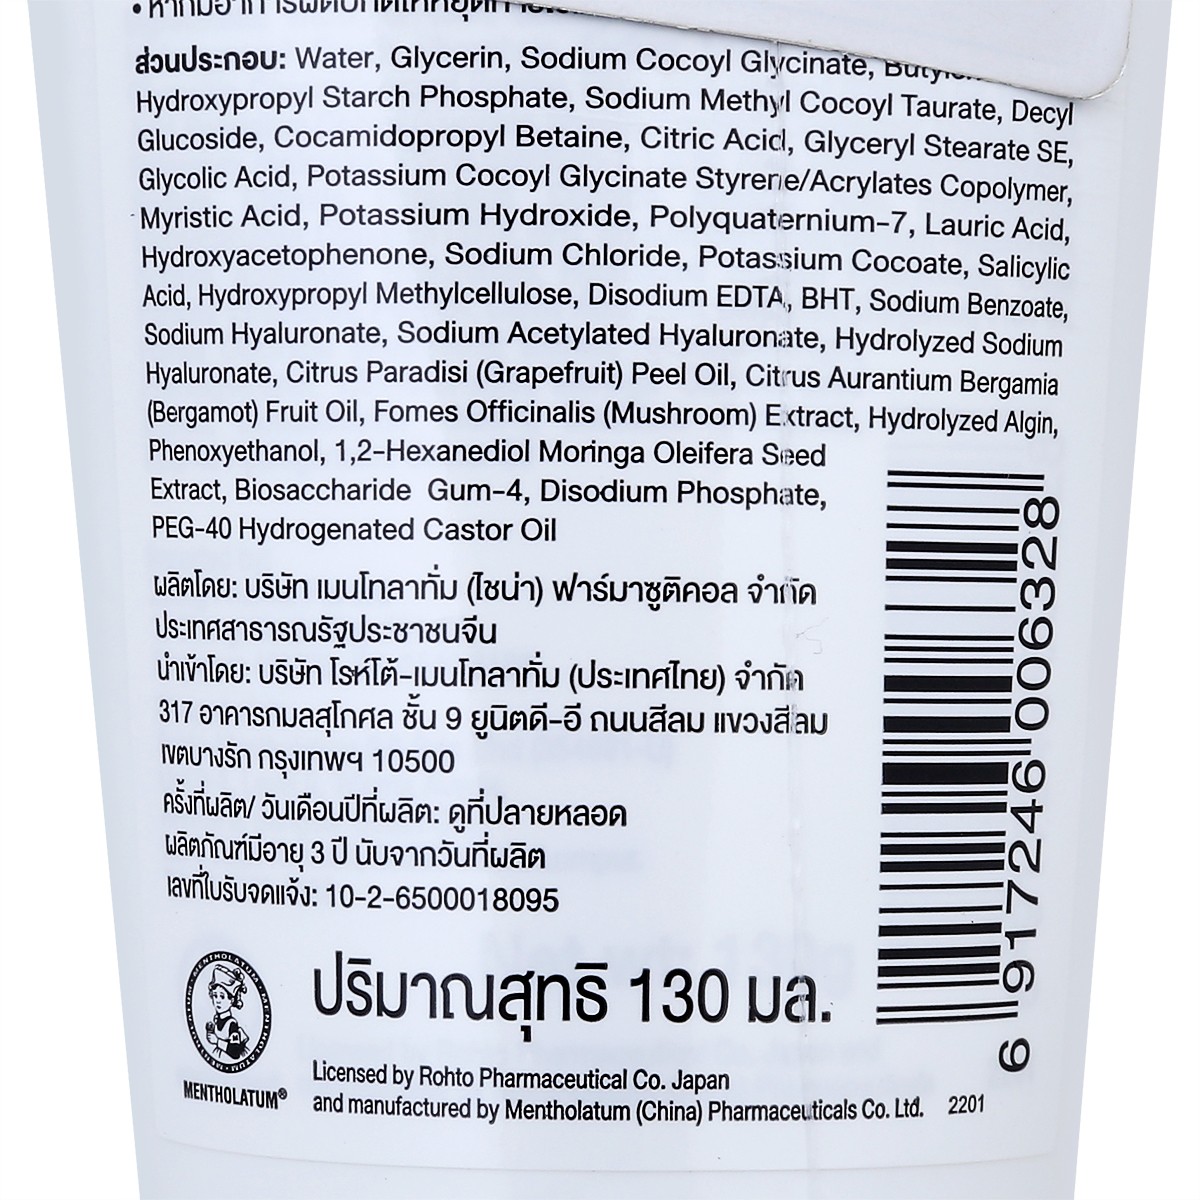 ส่วนประกอบ: Water, Glycerin, Sodium Cocoyl Glycinate,
Hydroxypropyl Starch Phosphate, Sodium Methyl Cocoyl Taurate, Decyl
Glucoside, Cocamidopropyl Betaine, Citric Acid, Glyceryl Stearate SE,
Glycolic Acid, Potassium Cocoyl Glycinate Styrene/Acrylates Copolymer,
Myristic Acid, Potassium Hydroxide, Polyquaternium-7, Lauric Acid,
Hydroxyacetophenone, Sodium Chloride, Potassium Cocoate, Salicylic
Acid, Hydroxypropyl Methylcellulose, Disodium EDTA, BHT, Sodium Benzoate,
Sodium Hyaluronate, Sodium Acetylated Hyaluronate, Hydrolyzed Sodium
Hyaluronate, Citrus Paradisi (Grapefruit) Peel Oil, Citrus Aurantium Bergamia
(Bergamot) Fruit Oil, Fomes Officinalis (Mushroom) Extract, Hydrolyzed Algin,
Phenoxyethanol, 1,2-Hexanediol Moringa Oleifera Seed
Extract, Biosaccharide Gum-4, Disodium Phosphate,
PEG-40 Hydrogenated Castor Oil
ผลิตโดย: บริษัท เมนโทลาทั่ม (ไชน่า) ฟาร์มาซูติคอล จำกัด
ประเทศสาธารณรัฐประชาชนจีน
นำเข้าโดย: บริษัท โรห์โต้-เมนโทลาทั่ม (ประเทศไทย) จำกัด
317 อาคารกมลสุโกศล ชั้น 9 ยูนิตดี-อี ถนนสีลม แขวงสีลม
เขตบางรัก กรุงเทพฯ 10500
ครั้งที่ผลิต/ วันเดือนปีที่ผลิต: ดูที่ปลายหลอด
ผลิตภัณฑ์มีอายุ 3 ปี นับจากวันที่ผลิต
เลขที่ใบรับจดแจ้ง: 10-2-6500018095
ปริมาณสุทธิ 130 มล.
MENTHOLATUM®
Licensed by Rohto Pharmaceutical Co. Japan
and manufactured by Mentholatum (China) Pharmaceuticals Co. Ltd. 2201
6 917246 006328